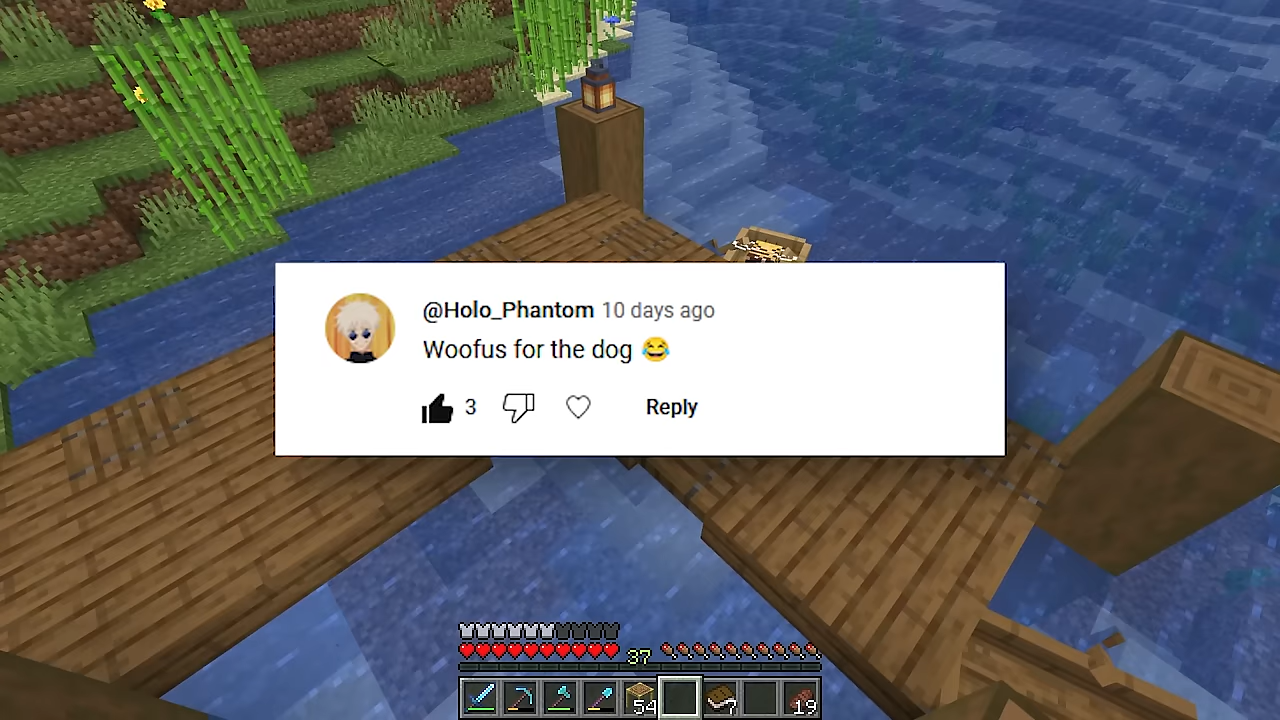 @Holo_Phantom 10 days ago
Woofus for the dog 😂
3 Reply
37
54 7 19